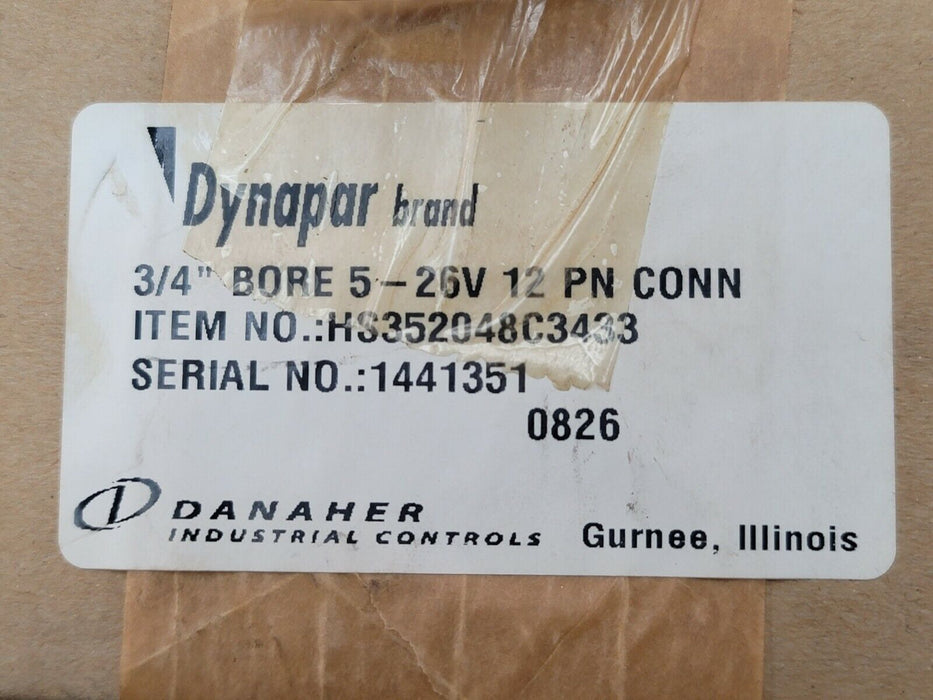 Dynapar brand
3/4" BORE 5-26V 12 PN CONN
ITEM NO.:HS352048C3433
SERIAL NO.:1441351
0826
DANAHER
INDUSTRIAL CONTROLS Gurnee, Illinois